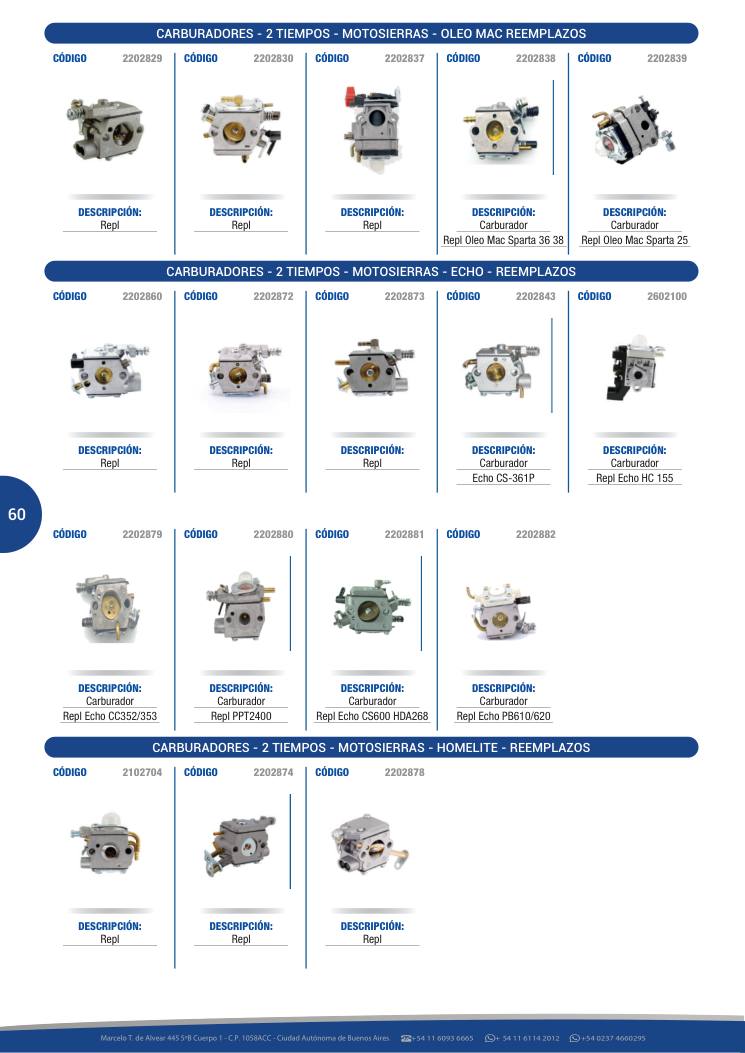 CARBURADORES - 2 TIEMPOS - MOTOSIERRAS - OLEO MAC REEMPLAZOS
CÓDIGO 2202829
CÓDIGO 2202830
CÓDIGO 2202837
CÓDIGO 2202838
CÓDIGO 2202839
DESCRIPCIÓN:
Repl
DESCRIPCIÓN:
Repl
DESCRIPCIÓN:
Repl
DESCRIPCIÓN:
Carburador
Repl Oleo Mac Sparta 36 38
DESCRIPCIÓN:
Carburador
Repl Oleo Mac Sparta 25
CARBURADORES - 2 TIEMPOS - MOTOSIERRAS - ECHO - REEMPLAZOS
CÓDIGO 2202860
CÓDIGO 2202872
CÓDIGO 2202873
CÓDIGO 2202843
CÓDIGO 2602100
DESCRIPCIÓN:
Repl
DESCRIPCIÓN:
Repl
DESCRIPCIÓN:
Repl
DESCRIPCIÓN:
Carburador
Echo CS-361P
DESCRIPCIÓN:
Carburador
Repl Echo HC 155
60
CÓDIGO 2202879
CÓDIGO 2202880
CÓDIGO 2202881
CÓDIGO 2202882
DESCRIPCIÓN:
Carburador
Repl Echo CC352/353
DESCRIPCIÓN:
Carburador
Repl PPT2400
DESCRIPCIÓN:
Carburador
Repl Echo CS600 HDA268
DESCRIPCIÓN:
Carburador
Repl Echo PB610/620
CARBURADORES - 2 TIEMPOS - MOTOSIERRAS - HOMELITE - REEMPLAZOS
CÓDIGO 2102704
CÓDIGO 2202874
CÓDIGO 2202878
DESCRIPCIÓN:
Repl
DESCRIPCIÓN:
Repl
DESCRIPCIÓN:
Repl
Marcelo T. de Alvear 445 5ºB Cuerpo 1 - C.P. 1058ACC - Ciudad Autónoma de Buenos Aires. +54 11 6093 6665 + 54 11 6114 2012 +54 0237 4660295